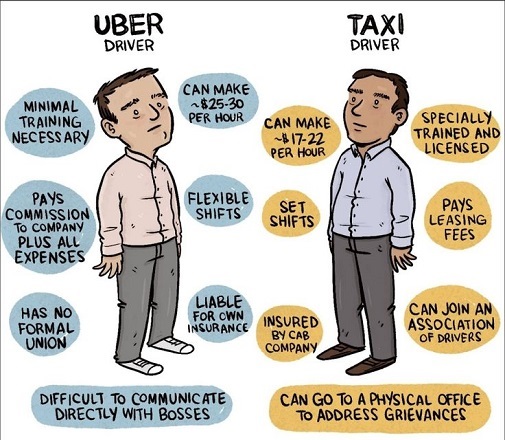 UBER
DRIVER
MINIMAL
TRAINING
NECESSARY
CAN MAKE
~$25-30
PER HOUR
PAYS
COMMISSION
TO COMPANY
PLUS ALL
EXPENSES
FLEXIBLE
SHIFTS
HAS NO
FORMAL
UNION
LIABLE
FOR OWN
INSURANCE
DIFFICULT TO COMMUNICATE
DIRECTLY WITH BOSSES
TAXI
DRIVER
CAN MAKE
~$17-22
PER HOUR
SPECIALLY
TRAINED AND
LICENSED
SET
SHIFTS
PAYS
LEASING
FEES
INSURED
BY CAB
COMPANY
CAN JOIN AN
ASSOCIATION
OF DRIVERS
CAN GO TO A PHYSICAL OFFICE
TO ADDRESS GRIEVANCES